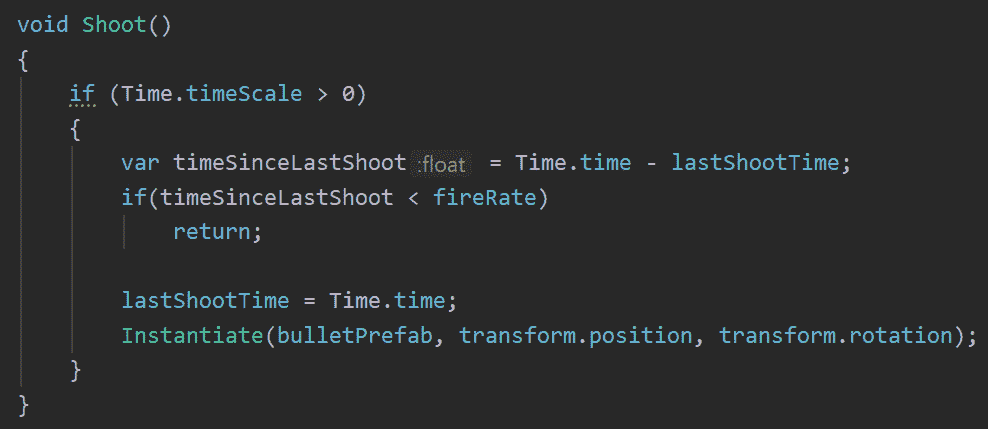 void Shoot()
{
if (Time.timeScale > 0)
{
var timeSinceLastShoot :float = Time.time - lastShootTime;
if(timeSinceLastShoot < fireRate)
return;
lastShootTime = Time.time;
Instantiate(bulletPrefab, transform.position, transform.rotation);
}
}